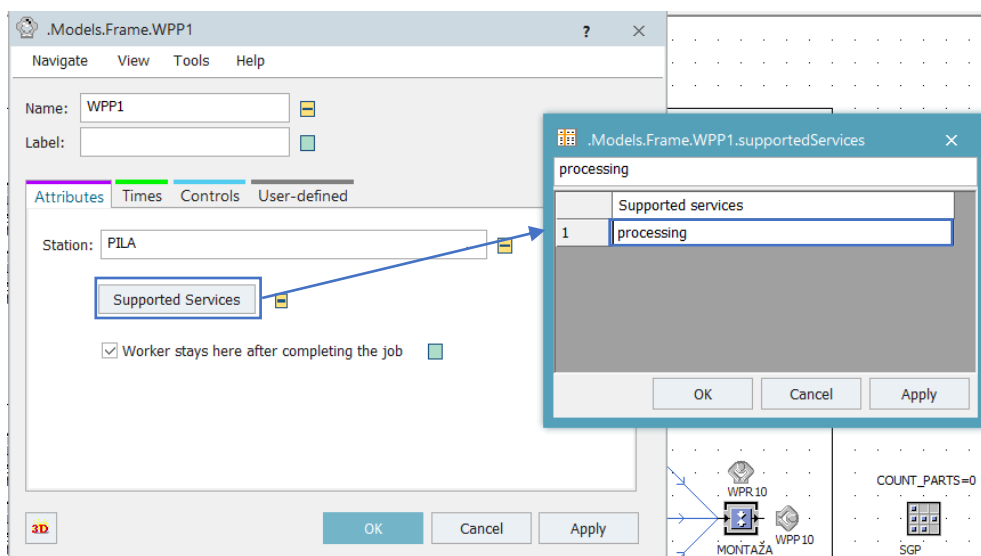 .Models.Frame.WPP1 ? ×
Navigate View Tools Help
Name: WPP1
Label:
Attributes Times Controls User-defined
Station: PILA
Supported Services
Worker stays here after completing the job
3D
OK Cancel Apply
.Models.Frame.WPP1.supportedServices ×
processing
Supported services
1 processing
OK Cancel Apply
WPR10
WPP10
MONTAŽA
COUNT_PARTS=0
SGP